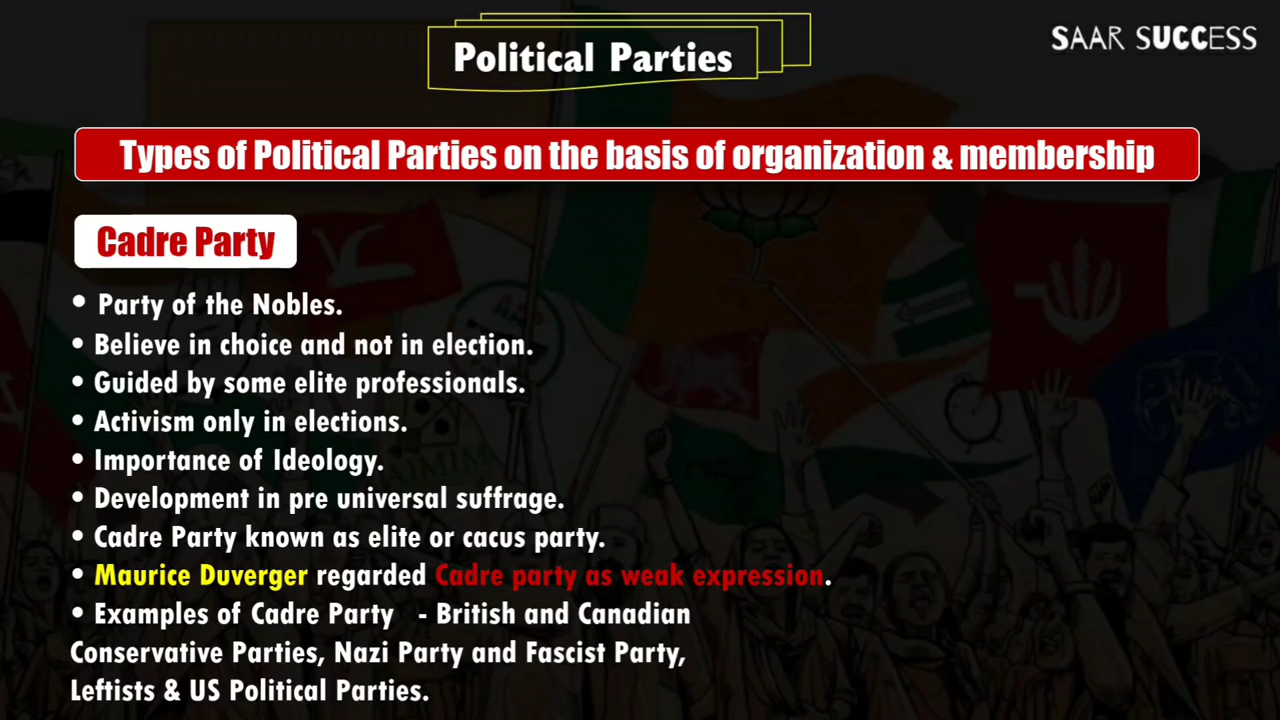 Political Parties
SAAR SUCCESS
Types of Political Parties on the basis of organization & membership
Cadre Party
• Party of the Nobles.
• Believe in choice and not in election.
• Guided by some elite professionals.
• Activism only in elections.
• Importance of Ideology.
• Development in pre universal suffrage.
• Cadre Party known as elite or cacus party.
• Maurice Duverger regarded Cadre party as weak expression.
• Examples of Cadre Party - British and Canadian
Conservative Parties, Nazi Party and Fascist Party,
Leftists & US Political Parties.